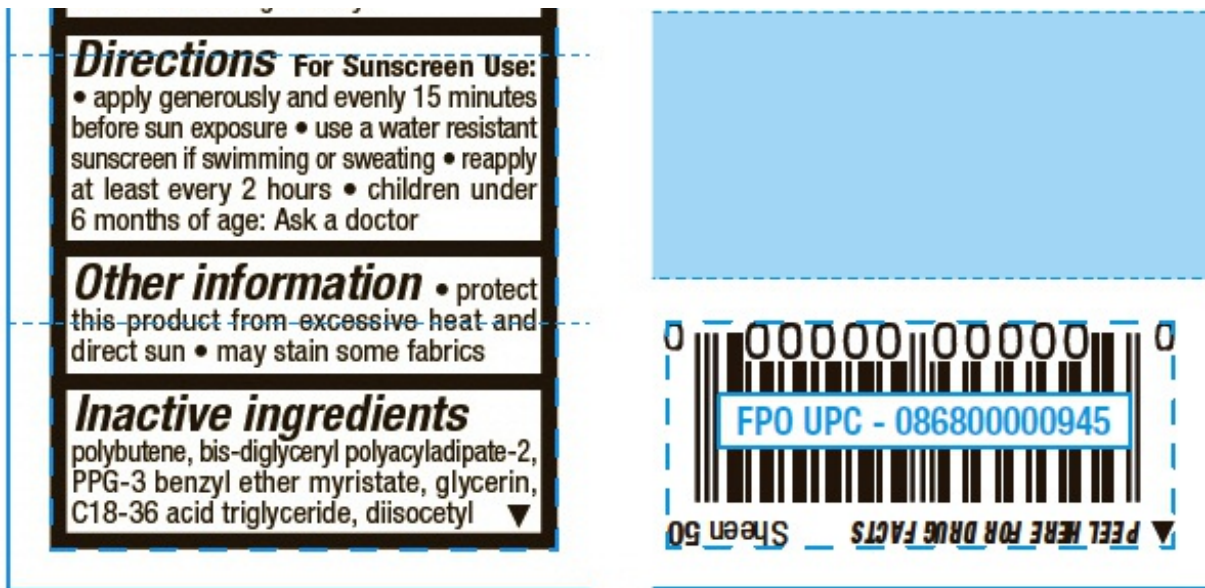 Directions For Sunscreen Use:
• apply generously and evenly 15 minutes
before sun exposure • use a water resistant
sunscreen if swimming or sweating • reapply
at least every 2 hours • children under
6 months of age: Ask a doctor
Other information • protect
this product from excessive heat and
direct sun • may stain some fabrics
Inactive ingredients
polybutene, bis-diglyceryl polyacyladipate-2,
PPG-3 benzyl ether myristate, glycerin,
C18-36 acid triglyceride, diisocetyl ▼
0 00000 00000 0
FPO UPC - 086800000945
▲ PEEL HERE FOR DRUG FACTS Sheen 50